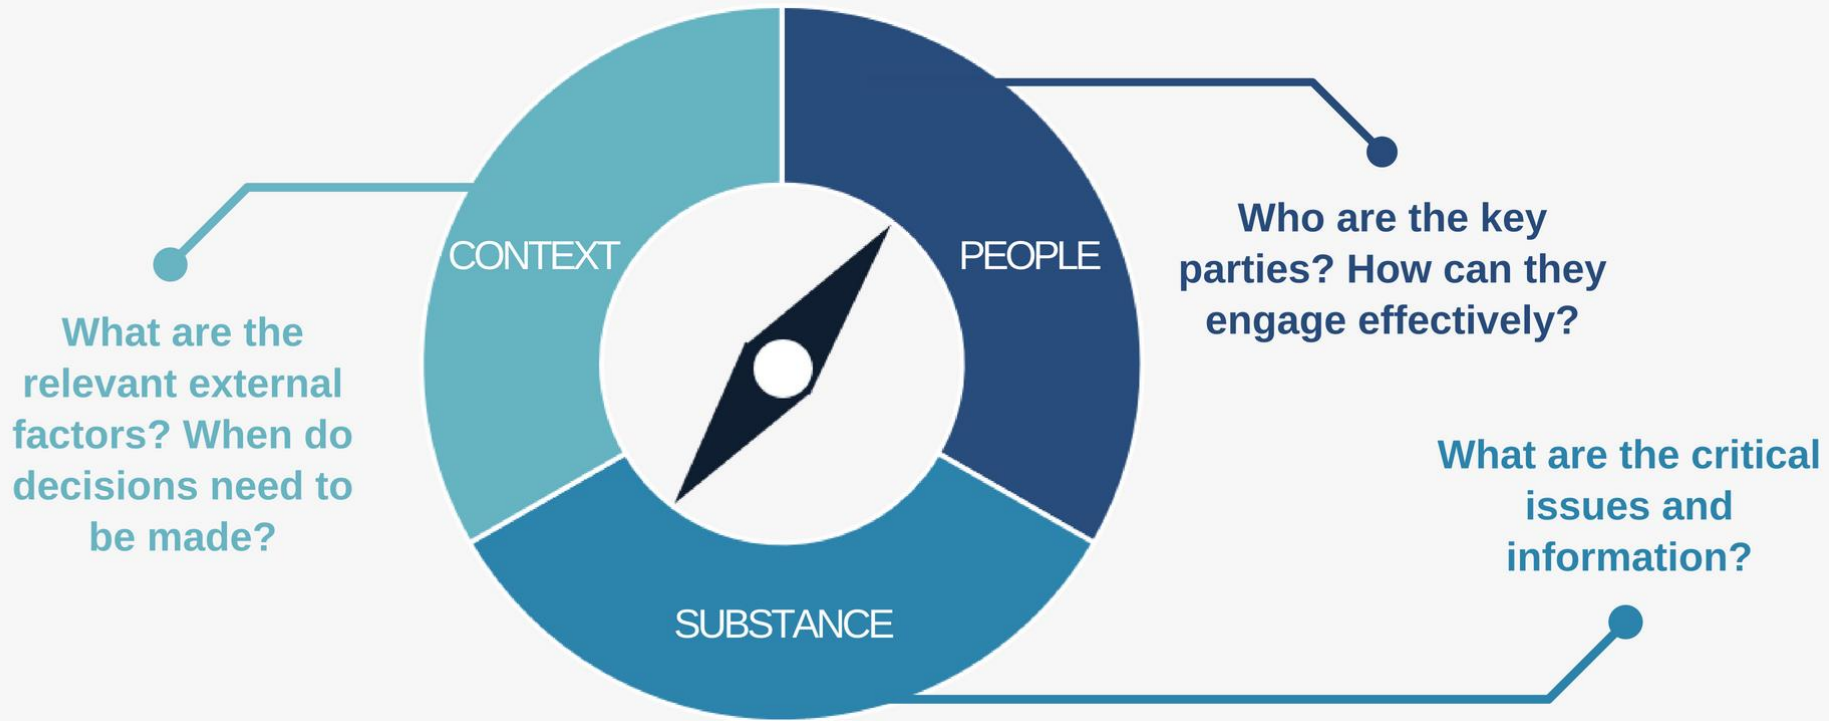 CONTEXT
PEOPLE
SUBSTANCE
Who are the key
parties? How can they
engage effectively?
What are the
relevant external
factors? When do
decisions need to
be made?
What are the critical
issues and
information?